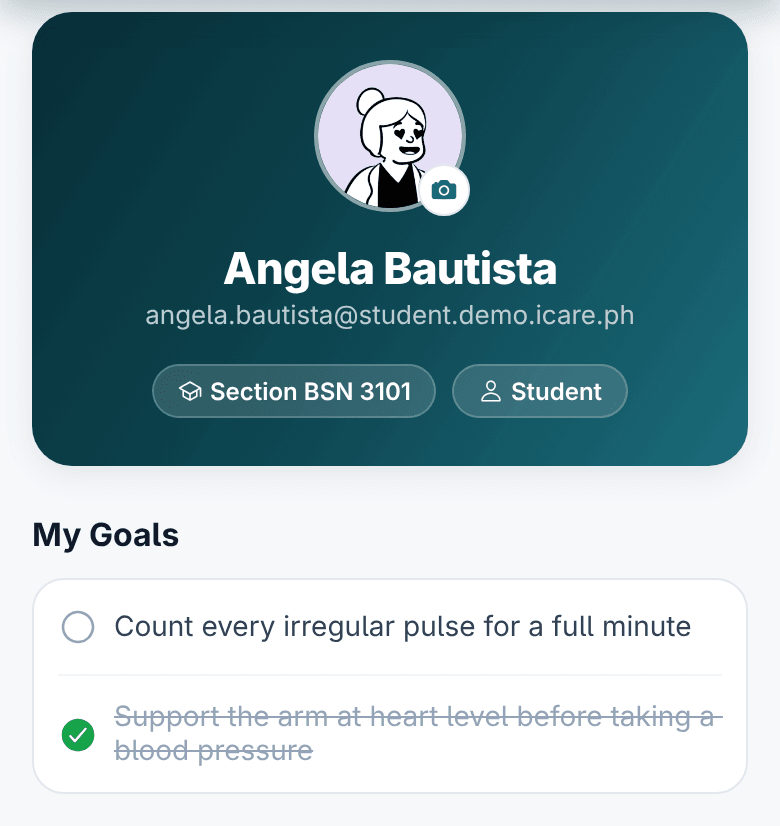 Angela Bautista
angela.bautista@student.demo.icare.ph
Section BSN 3101
Student
My Goals
Count every irregular pulse for a full minute
Support the arm at heart level before taking a
blood pressure